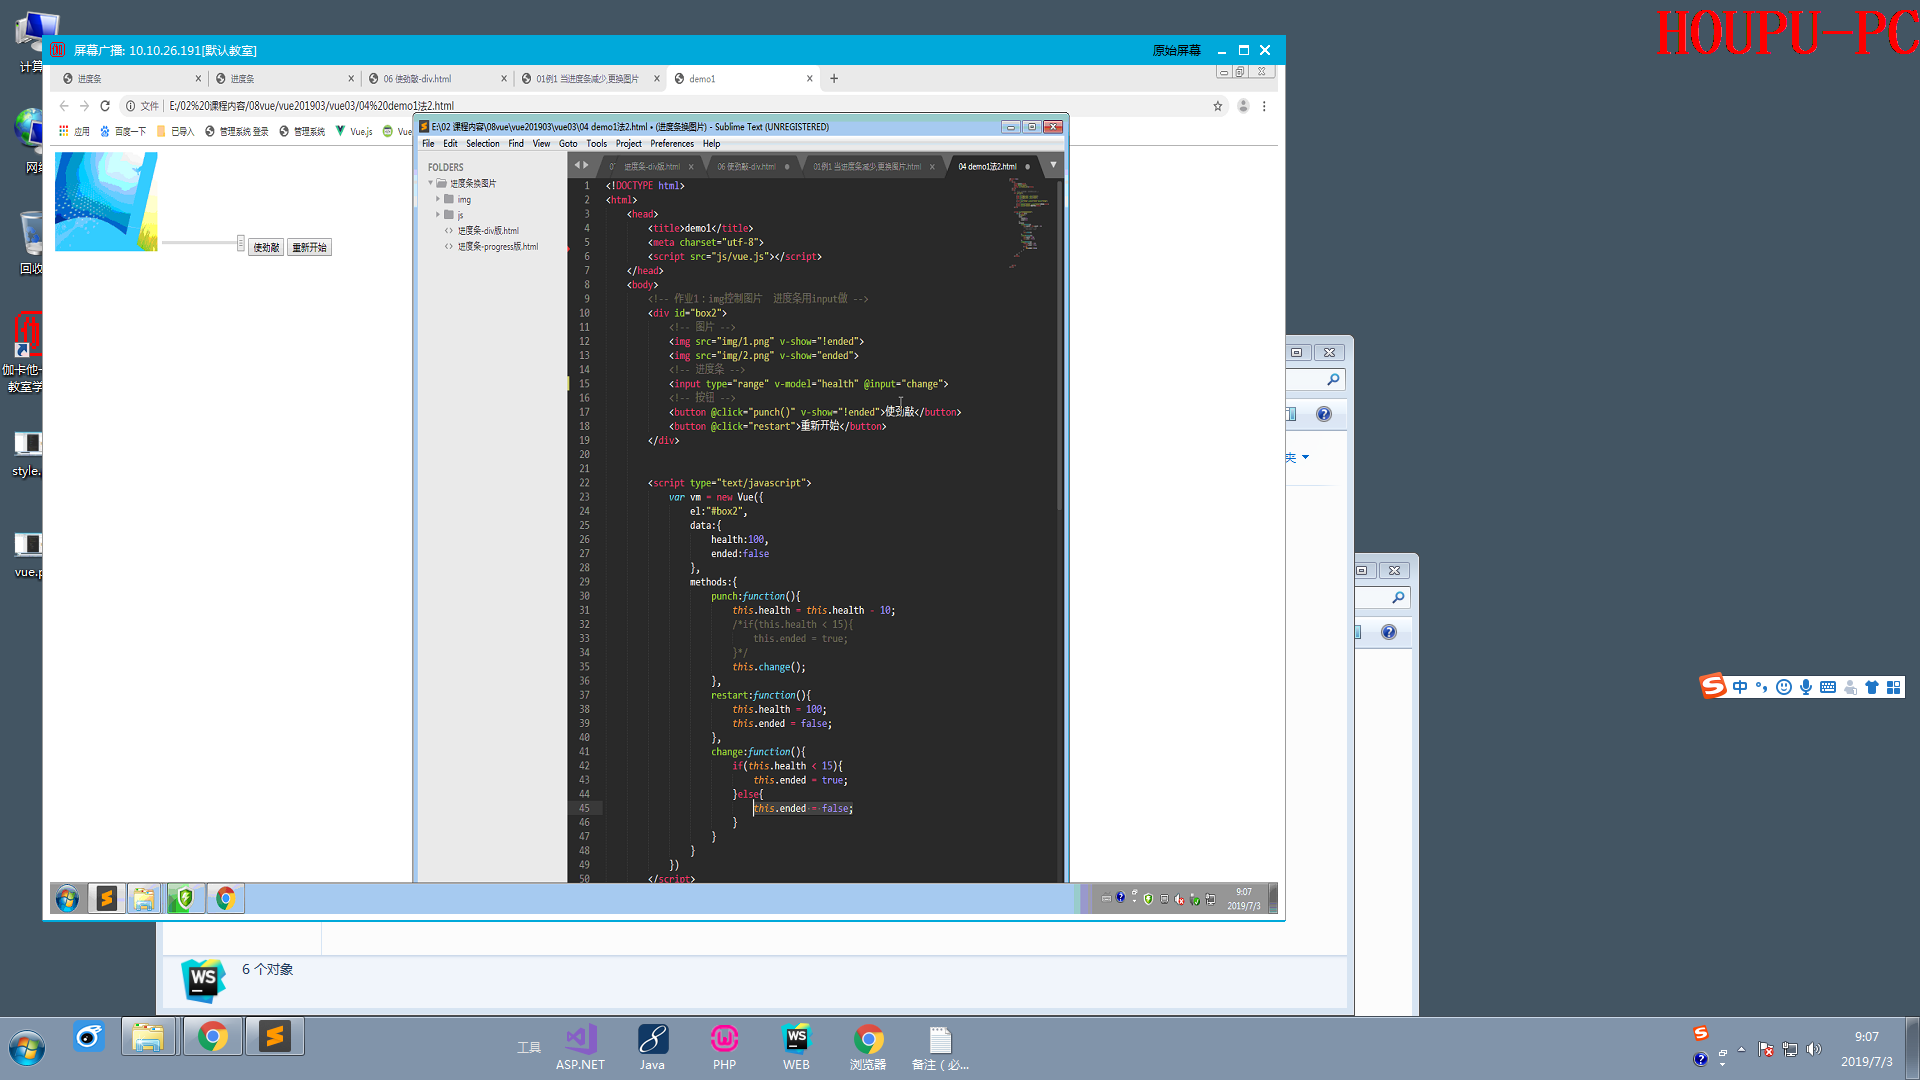 HOUPU-PC
计算
屏幕广播: 10.10.26.191[默认教室]
原始屏幕
进度条
进度条
06 使劲敲-div.html
01例1 当进度条减少,更换图片
demo1
文件
E:/02%20课程内容/08vue/vue201903/vue03/04%20demo1法2.html
应用
百度一下
已导入
管理系统 登录
管理系统
Vue.js
Vue
使劲敲
重新开始
E:\02 课程内容\08vue\vue201903\vue03\04 demo1法2.html • (进度条换图片) - Sublime Text (UNREGISTERED)
File Edit Selection Find View Goto Tools Project Preferences Help
FOLDERS
进度条换图片
img
js
进度条-div版.html
进度条-progress版.html
进度条-div版.html
06 使劲敲-div.html
01例1 当进度条减少,更换图片.html
04 demo1法2.html
1 <!DOCTYPE html>
2 <html>
3 <head>
4 <title>demo1</title>
5 <meta charset="utf-8">
6 <script src="js/vue.js"></script>
7 </head>
8 <body>
9 <!-- 作业1：img控制图片 进度条用input做 -->
10 <div id="box2">
11 <!-- 图片 -->
12 <img src="img/1.png" v-show="!ended">
13 <img src="img/2.png" v-show="ended">
14 <!-- 进度条 -->
15 <input type="range" v-model="health" @input="change">
16 <!-- 按钮 -->
17 <button @click="punch()" v-show="!ended">使劲敲</button>
18 <button @click="restart">重新开始</button>
19 </div>
20
21
22 <script type="text/javascript">
23 var vm = new Vue({
24 el:"#box2",
25 data:{
26 health:100,
27 ended:false
28 },
29 methods:{
30 punch:function(){
31 this.health = this.health - 10;
32 /*if(this.health < 15){
33 this.ended = true;
34 }*/
35 this.change();
36 },
37 restart:function(){
38 this.health = 100;
39 this.ended = false;
40 },
41 change:function(){
42 if(this.health < 15){
43 this.ended = true;
44 }else{
45 this.ended = false;
46 }
47 }
48 }
49 })
50 </script>
9:07
2019/7/3
网络
回收
伽卡他
教室学
style.
vue.p
夹
中
6 个对象
工具
ASP.NET
Java
PHP
WEB
浏览器
备注（必...
9:07
2019/7/3